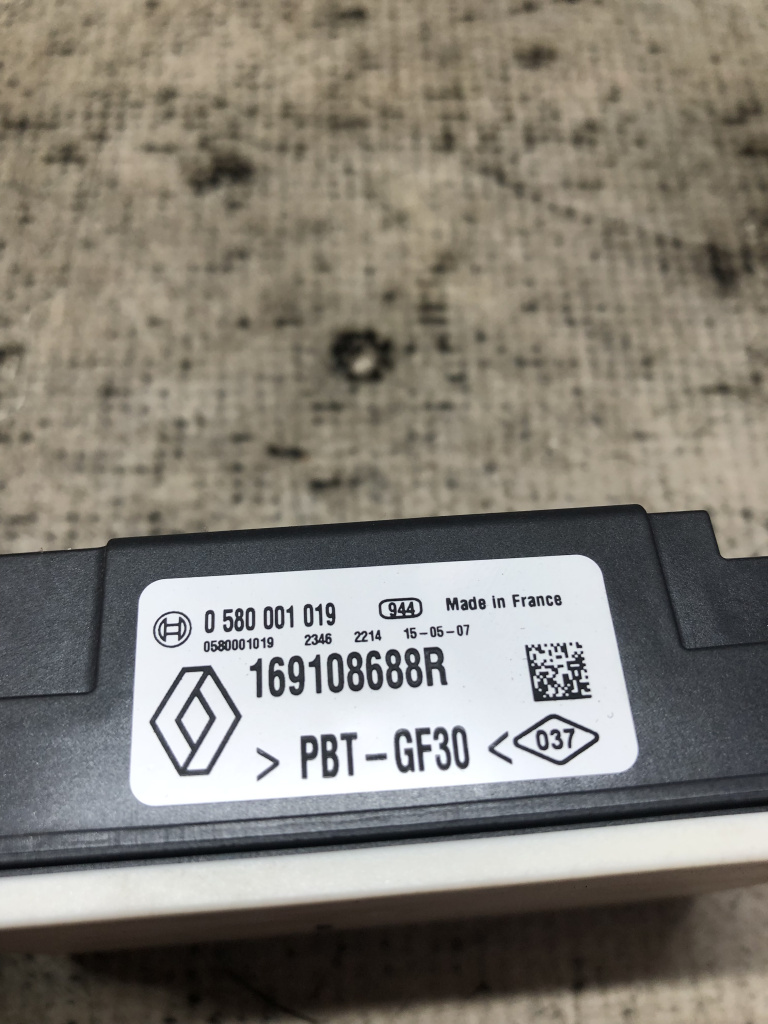 0 580 001 019 944 Made in France
0580001019 2346 2214 15-05-07
169108688R
> PBT-GF30 < 037